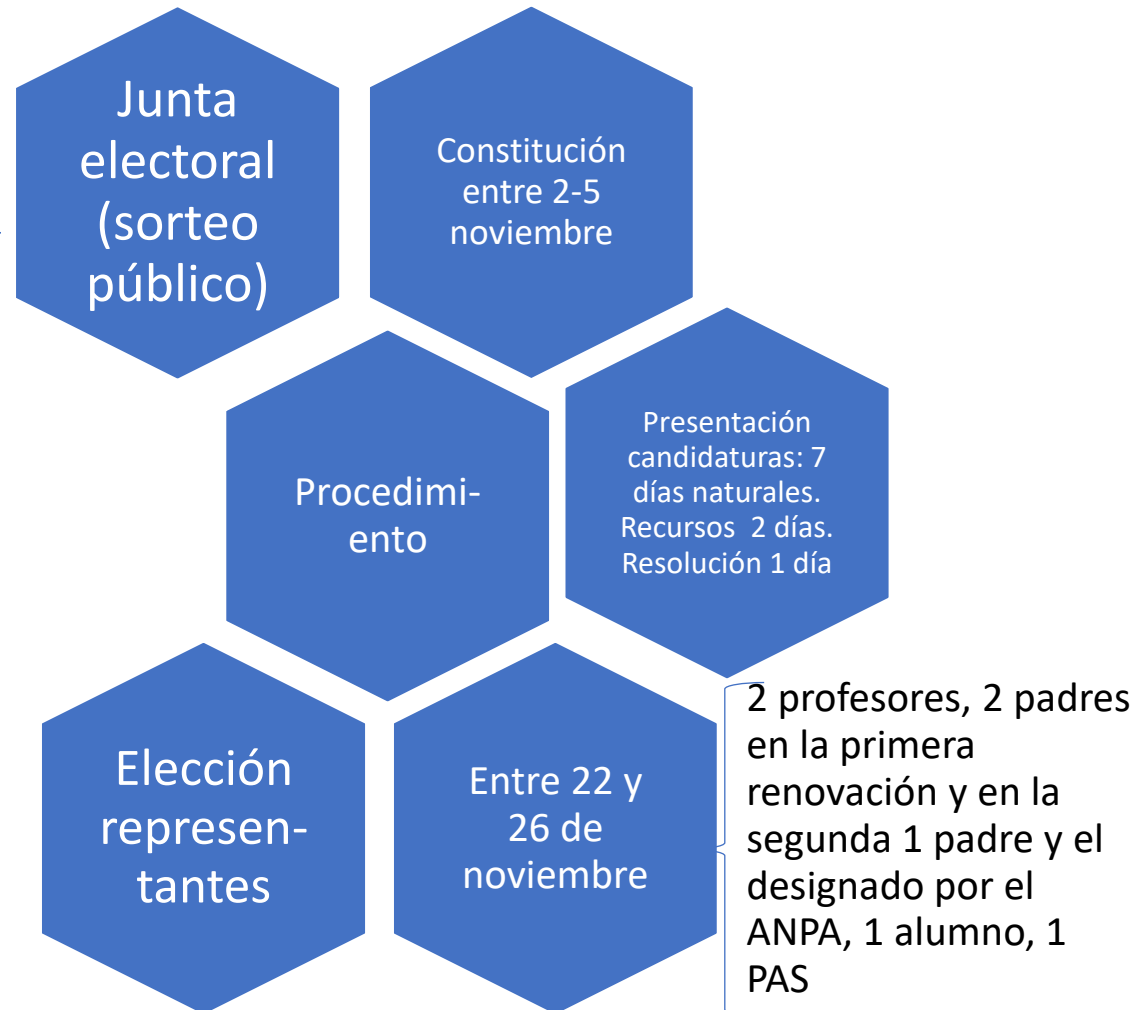 Junta
electoral
(sorteo
público)
Constitución
entre 2-5
noviembre
Procedimi-
ento
Presentación
candidaturas: 7
días naturales.
Recursos 2 días.
Resolución 1 día
Elección
represen-
tantes
Entre 22 y
26 de
noviembre
2 profesores, 2 padres
en la primera
renovación y en la
segunda 1 padre y el
designado por el
ANPA, 1 alumno, 1
PAS